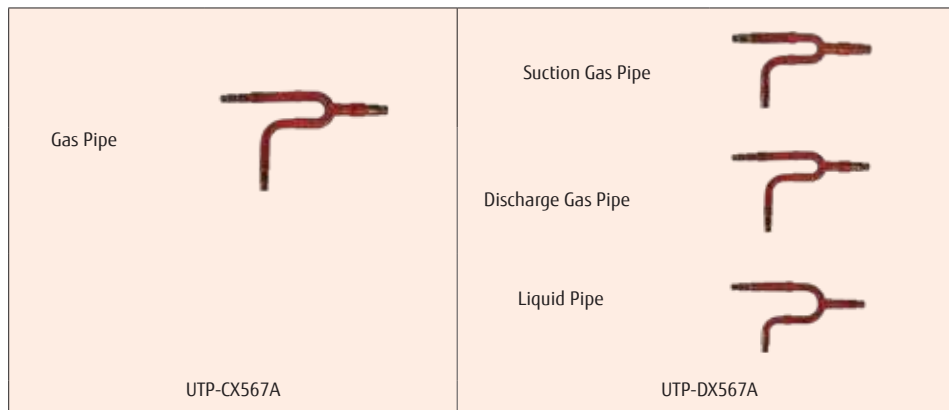 Gas Pipe
UTP-CX567A
Suction Gas Pipe
Discharge Gas Pipe
Liquid Pipe
UTP-DX567A